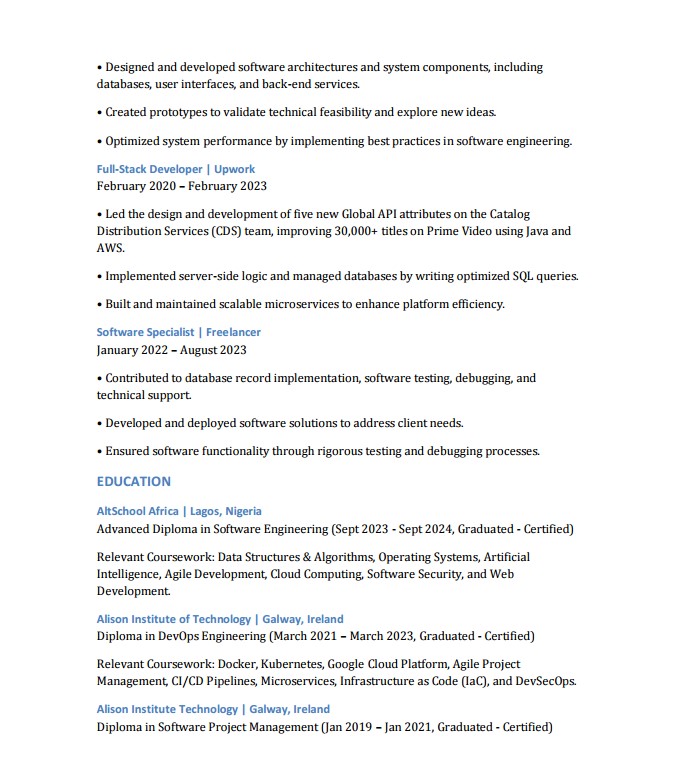 • Designed and developed software architectures and system components, including
databases, user interfaces, and back-end services.
• Created prototypes to validate technical feasibility and explore new ideas.
• Optimized system performance by implementing best practices in software engineering.
Full-Stack Developer | Upwork
February 2020 – February 2023
• Led the design and development of five new Global API attributes on the Catalog
Distribution Services (CDS) team, improving 30,000+ titles on Prime Video using Java and
AWS.
• Implemented server-side logic and managed databases by writing optimized SQL queries.
• Built and maintained scalable microservices to enhance platform efficiency.
Software Specialist | Freelancer
January 2022 – August 2023
• Contributed to database record implementation, software testing, debugging, and
technical support.
• Developed and deployed software solutions to address client needs.
• Ensured software functionality through rigorous testing and debugging processes.
EDUCATION
AltSchool Africa | Lagos, Nigeria
Advanced Diploma in Software Engineering (Sept 2023 - Sept 2024, Graduated - Certified)
Relevant Coursework: Data Structures & Algorithms, Operating Systems, Artificial
Intelligence, Agile Development, Cloud Computing, Software Security, and Web
Development.
Alison Institute of Technology | Galway, Ireland
Diploma in DevOps Engineering (March 2021 – March 2023, Graduated - Certified)
Relevant Coursework: Docker, Kubernetes, Google Cloud Platform, Agile Project
Management, CI/CD Pipelines, Microservices, Infrastructure as Code (IaC), and DevSecOps.
Alison Institute Technology | Galway, Ireland
Diploma in Software Project Management (Jan 2019 – Jan 2021, Graduated - Certified)